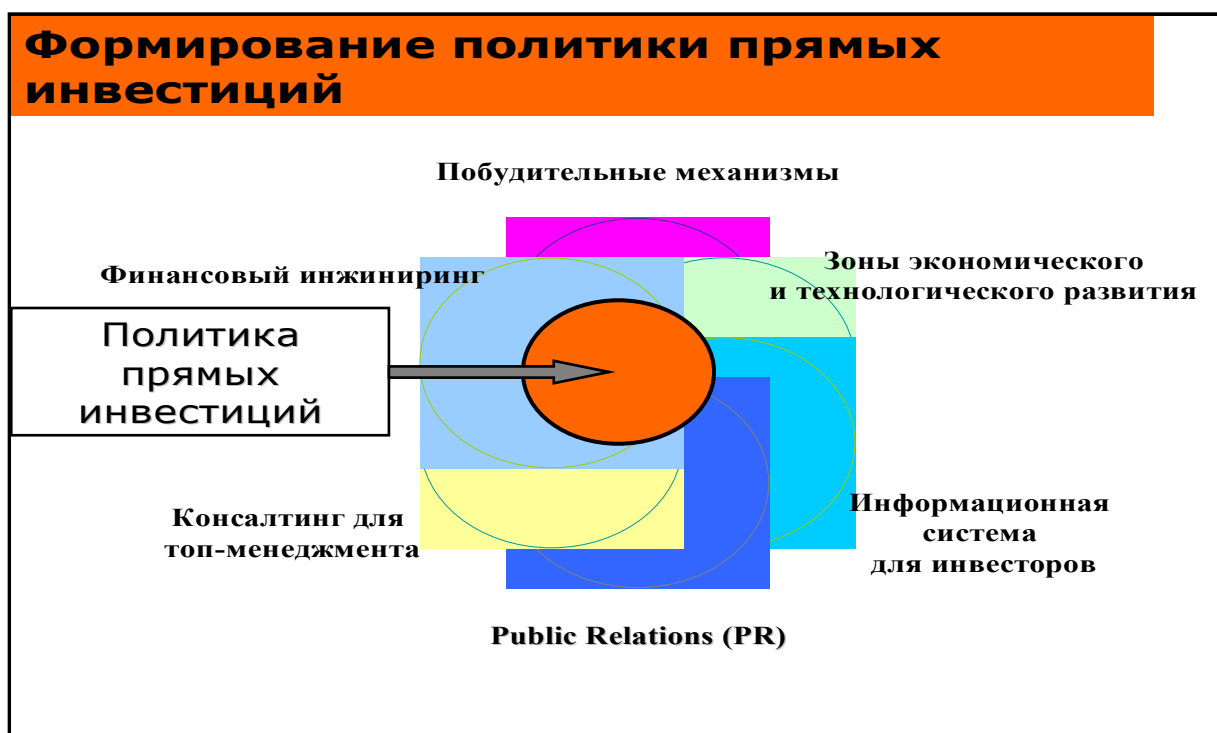 Формирование политики прямых
инвестиций
Побудительные механизмы
Финансовый инжиниринг
Зоны экономического
и технологического развития
Политика
прямых
инвестиций
Консалтинг для
топ-менеджмента
Информационная
система
для инвесторов
Public Relations (PR)